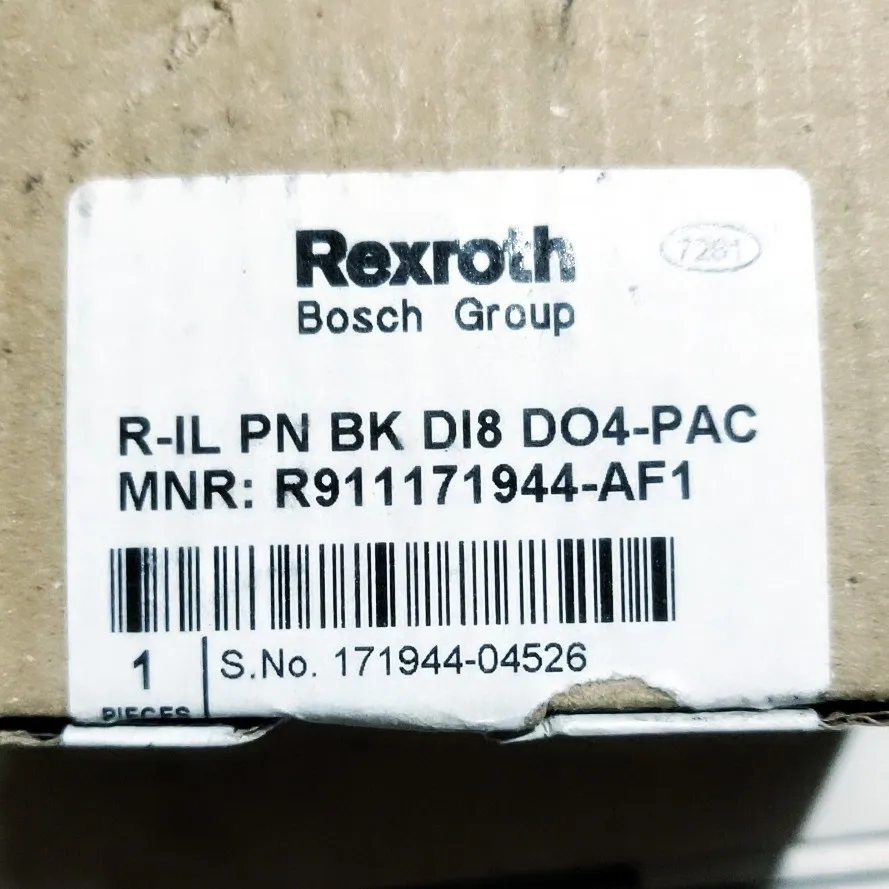 Rexroth
7261
Bosch Group
R-IL PN BK DI8 DO4-PAC
MNR: R911171944-AF1
1
S.No. 171944-04526
PIECES